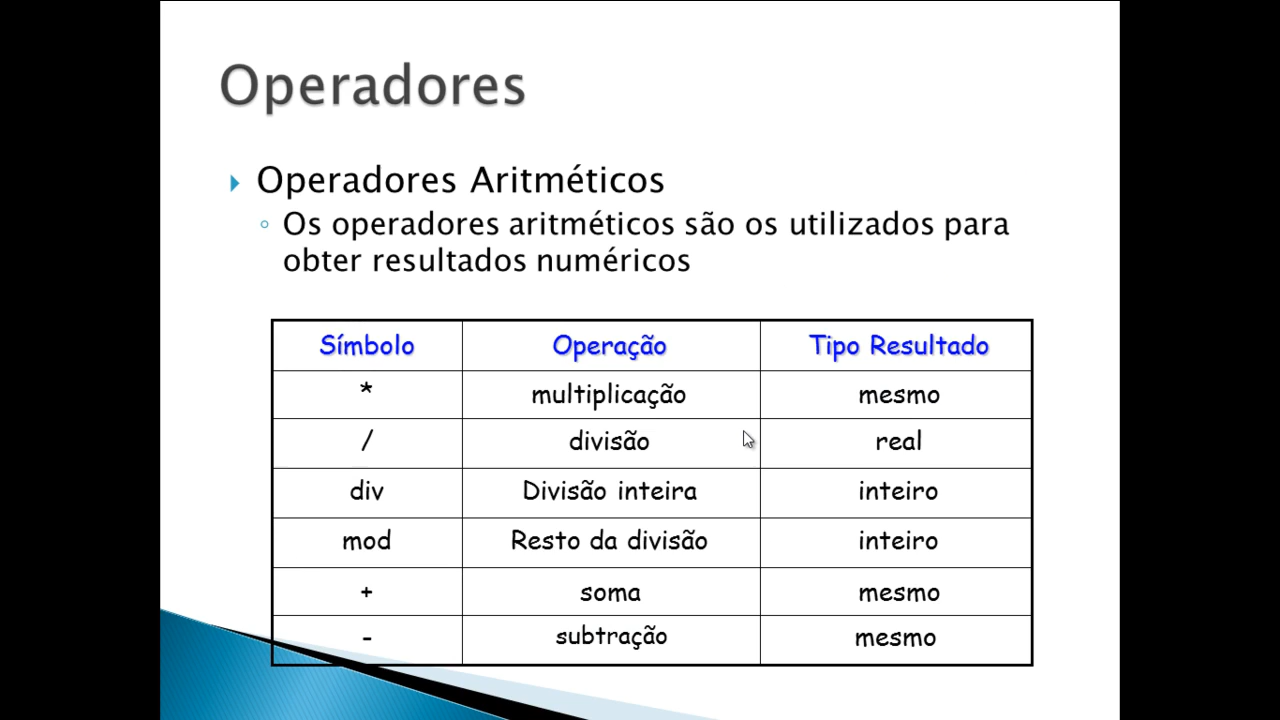 Operadores
Operadores Aritméticos
Os operadores aritméticos são os utilizados para
obter resultados numéricos
Símbolo Operação Tipo Resultado
* multiplicação mesmo
/ divisão real
div Divisão inteira inteiro
mod Resto da divisão inteiro
+ soma mesmo
- subtração mesmo